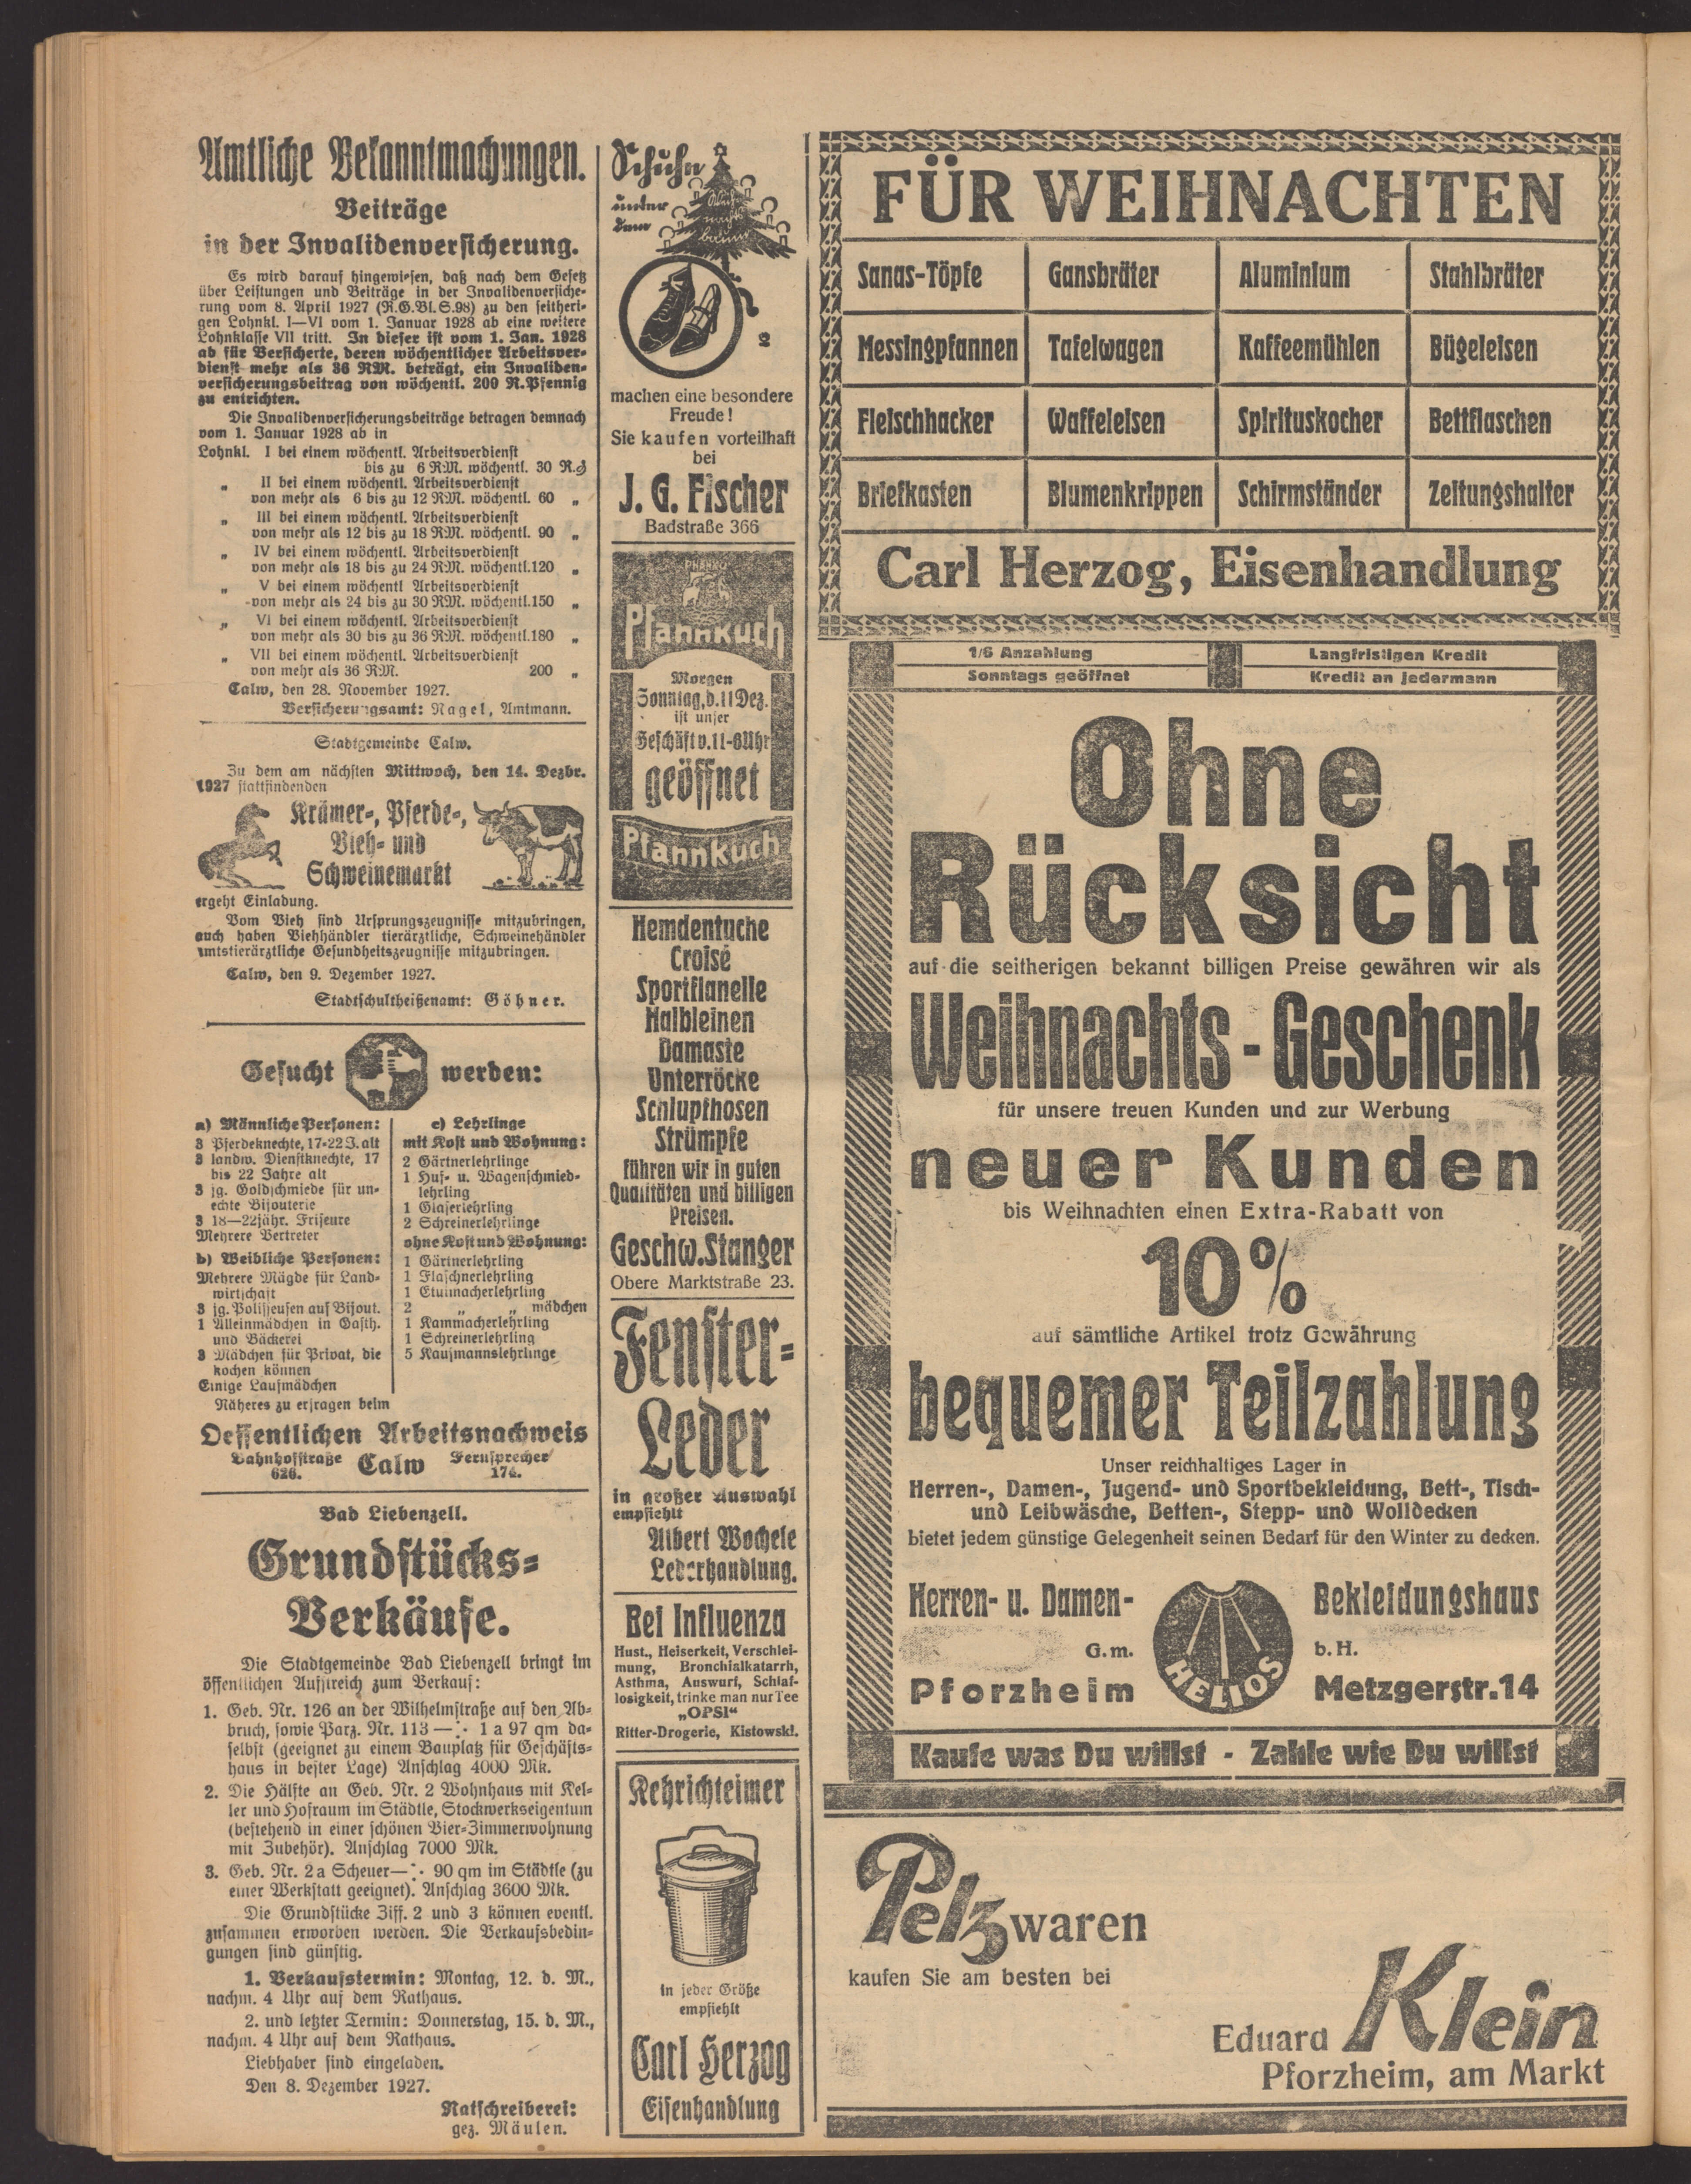 Amtliche Bekanntmachungen.
Beiträge
in der Invalidenversicherung.
Es wird darauf hingewiesen, daß nach dem Gesetz
über Leistungen und Beiträge in der Invalidenversiche-
rung vom 8. April 1927 (R.G.Bl. S.98) zu den seitheri-
gen Lohnkl. I—VI vom 1. Januar 1928 ab eine weitere
Lohnklasse VII tritt. In dieser ist vom 1. Jan. 1928
ab für Versicherte, deren wöchentlicher Arbeitsver-
dienst mehr als 36 RM. beträgt, ein Invaliden-
versicherungsbeitrag von wöchentl. 200 R.Pfennig
zu entrichten.
Die Invalidenversicherungsbeiträge betragen demnach
vom 1. Januar 1928 ab in
Lohnkl. I bei einem wöchentl. Arbeitsverdienst
bis zu 6 RM. wöchentl. 30 R.₰
„ II bei einem wöchentl. Arbeitsverdienst
von mehr als 6 bis zu 12 RM. wöchentl. 60 „
„ III bei einem wöchentl. Arbeitsverdienst
von mehr als 12 bis zu 18 RM. wöchentl. 90 „
„ IV bei einem wöchentl. Arbeitsverdienst
von mehr als 18 bis zu 24 RM. wöchentl. 120 „
„ V bei einem wöchentl Arbeitsverdienst
von mehr als 24 bis zu 30 RM. wöchentl. 150 „
„ VI bei einem wöchentl. Arbeitsverdienst
von mehr als 30 bis zu 36 RM. wöchentl. 180 „
„ VII bei einem wöchentl. Arbeitsverdienst
von mehr als 36 RM. 200 „
Calw, den 28. November 1927.
Versicherungsamt: Nagel, Amtmann.
Stadtgemeinde Calw.
Zu dem am nächsten Mittwoch, den 14. Dezbr.
1927 stattfindenden
Krämer-, Pferde-,
Vieh- und
Schweinemarkt
ergeht Einladung.
Vom Vieh sind Ursprungszeugnisse mitzubringen,
auch haben Viehhändler tierärztliche, Schweinehändler
amtstierärztliche Gesundheitszeugnisse mitzubringen.
Calw, den 9. Dezember 1927.
Stadtschultheißenamt: Göhner.
Gesucht werden:
a) Männliche Personen:
3 Pferdeknechte, 17-22 J. alt
3 landw. Dienstknechte, 17
bis 22 Jahre alt
3 jg. Goldschmiede für un-
echte Bijouterie
3 18—22jähr. Friseure
Mehrere Vertreter
b) Weibliche Personen:
Mehrere Mägde für Land-
wirtschaft
3 jg. Polisseusen auf Bijout.
1 Alleinmädchen in Gasth.
und Bäckerei
3 Mädchen für Privat, die
kochen können
Einige Laufmädchen
c) Lehrlinge
mit Kost und Wohnung:
2 Gärtnerlehrlinge
1 Huf- u. Wagenschmied-
lehrling
1 Glaserlehrling
2 Schreinerlehrlinge
ohne Kost und Wohnung:
1 Gärtnerlehrling
1 Flaschnerlehrling
1 Etuimacherlehrling
2 „ „ mädchen
1 Kammacherlehrling
1 Schreinerlehrling
5 Kaufmannslehrlinge
Näheres zu erfragen beim
Oeffentlichen Arbeitsnachweis
Bahnhofstraße 626. Calw Fernsprecher 174.
Bad Liebenzell.
Grundstücks-
Verkäufe.
Die Stadtgemeinde Bad Liebenzell bringt im
öffentlichen Aufstreich zum Verkauf:
1. Geb. Nr. 126 an der Wilhelmstraße auf den Ab-
bruch, sowie Parz. Nr. 113 —:· 1 a 97 qm da-
selbst (geeignet zu einem Bauplatz für Geschäfts-
haus in bester Lage) Anschlag 4000 Mk.
2. Die Hälfte an Geb. Nr. 2 Wohnhaus mit Kel-
ler und Hofraum im Städtle, Stockwerkseigentum
(bestehend in einer schönen Vier-Zimmerwohnung
mit Zubehör). Anschlag 7000 Mk.
3. Geb. Nr. 2 a Scheuer—:· 90 qm im Städtle (zu
einer Werkstatt geeignet). Anschlag 3600 Mk.
Die Grundstücke Ziff. 2 und 3 können eventl.
zusammen erworben werden. Die Verkaufsbedin-
gungen sind günstig.
1. Verkaufstermin: Montag, 12. d. M.,
nachm. 4 Uhr auf dem Rathaus.
2. und letzter Termin: Donnerstag, 15. d. M.,
nachm. 4 Uhr auf dem Rathaus.
Liebhaber sind eingeladen.
Den 8. Dezember 1927.
Ratschreiberei:
gez. Mäulen.
Schuhe
unter
dem
Weih
nachts
baum
machen eine besondere
Freude!
Sie kaufen vorteilhaft
bei
J. G. Fischer
Badstraße 366
Pfannkuch
Morgen
Sonntag, d. 11 Dez.
ist unser
Geschäft v. 11-6 Uhr
geöffnet
Pfannkuch
Hemdentuche
Croisé
Sportflanelle
Halbleinen
Damaste
Unterröcke
Schlupfhosen
Strümpfe
führen wir in guten
Qualitäten und billigen
Preisen.
Geschw. Stanger
Obere Marktstraße 23.
Fenster-
Leder
in großer Auswahl
empfiehlt
Albert Wochele
Lederhandlung.
Bei Influenza
Hust., Heiserkeit, Verschlei-
mung, Bronchialkatarrh,
Asthma, Auswurf, Schlaf-
losigkeit, trinke man nur Tee
„OPSI“
Ritter-Drogerie, Kistowski.
Kehrichteimer
in jeder Größe
empfiehlt
Carl Herzog
Eisenhandlung
FÜR WEIHNACHTEN
Sanas-Töpfe Gansbräter Aluminium Stahlbräter
Messingpfannen Tafelwagen Kaffeemühlen Bügeleisen
Fleischhacker Waffeleisen Spirituskocher Bettflaschen
Briefkasten Blumenkrippen Schirmständer Zeitungshalter
Carl Herzog, Eisenhandlung
1/6 Anzahlung Langfristigen Kredit
Sonntags geöffnet Kredit an jedermann
Ohne
Rücksicht
auf die seitherigen bekannt billigen Preise gewähren wir als
Weihnachts - Geschenk
für unsere treuen Kunden und zur Werbung
neuer Kunden
bis Weihnachten einen Extra-Rabatt von
10%
auf sämtliche Artikel trotz Gewährung
bequemer Teilzahlung
Unser reichhaltiges Lager in
Herren-, Damen-, Jugend- und Sportbekleidung, Bett-, Tisch-
und Leibwäsche, Betten-, Stepp- und Wolldecken
bietet jedem günstige Gelegenheit seinen Bedarf für den Winter zu decken.
Herren- u. Damen- Bekleidungshaus
G. m. b. H.
HELIOS
Pforzheim Metzgerstr. 14
Kaufe was Du willst - Zahle wie Du willst
Pelzwaren
kaufen Sie am besten bei
Eduard Klein
Pforzheim, am Markt